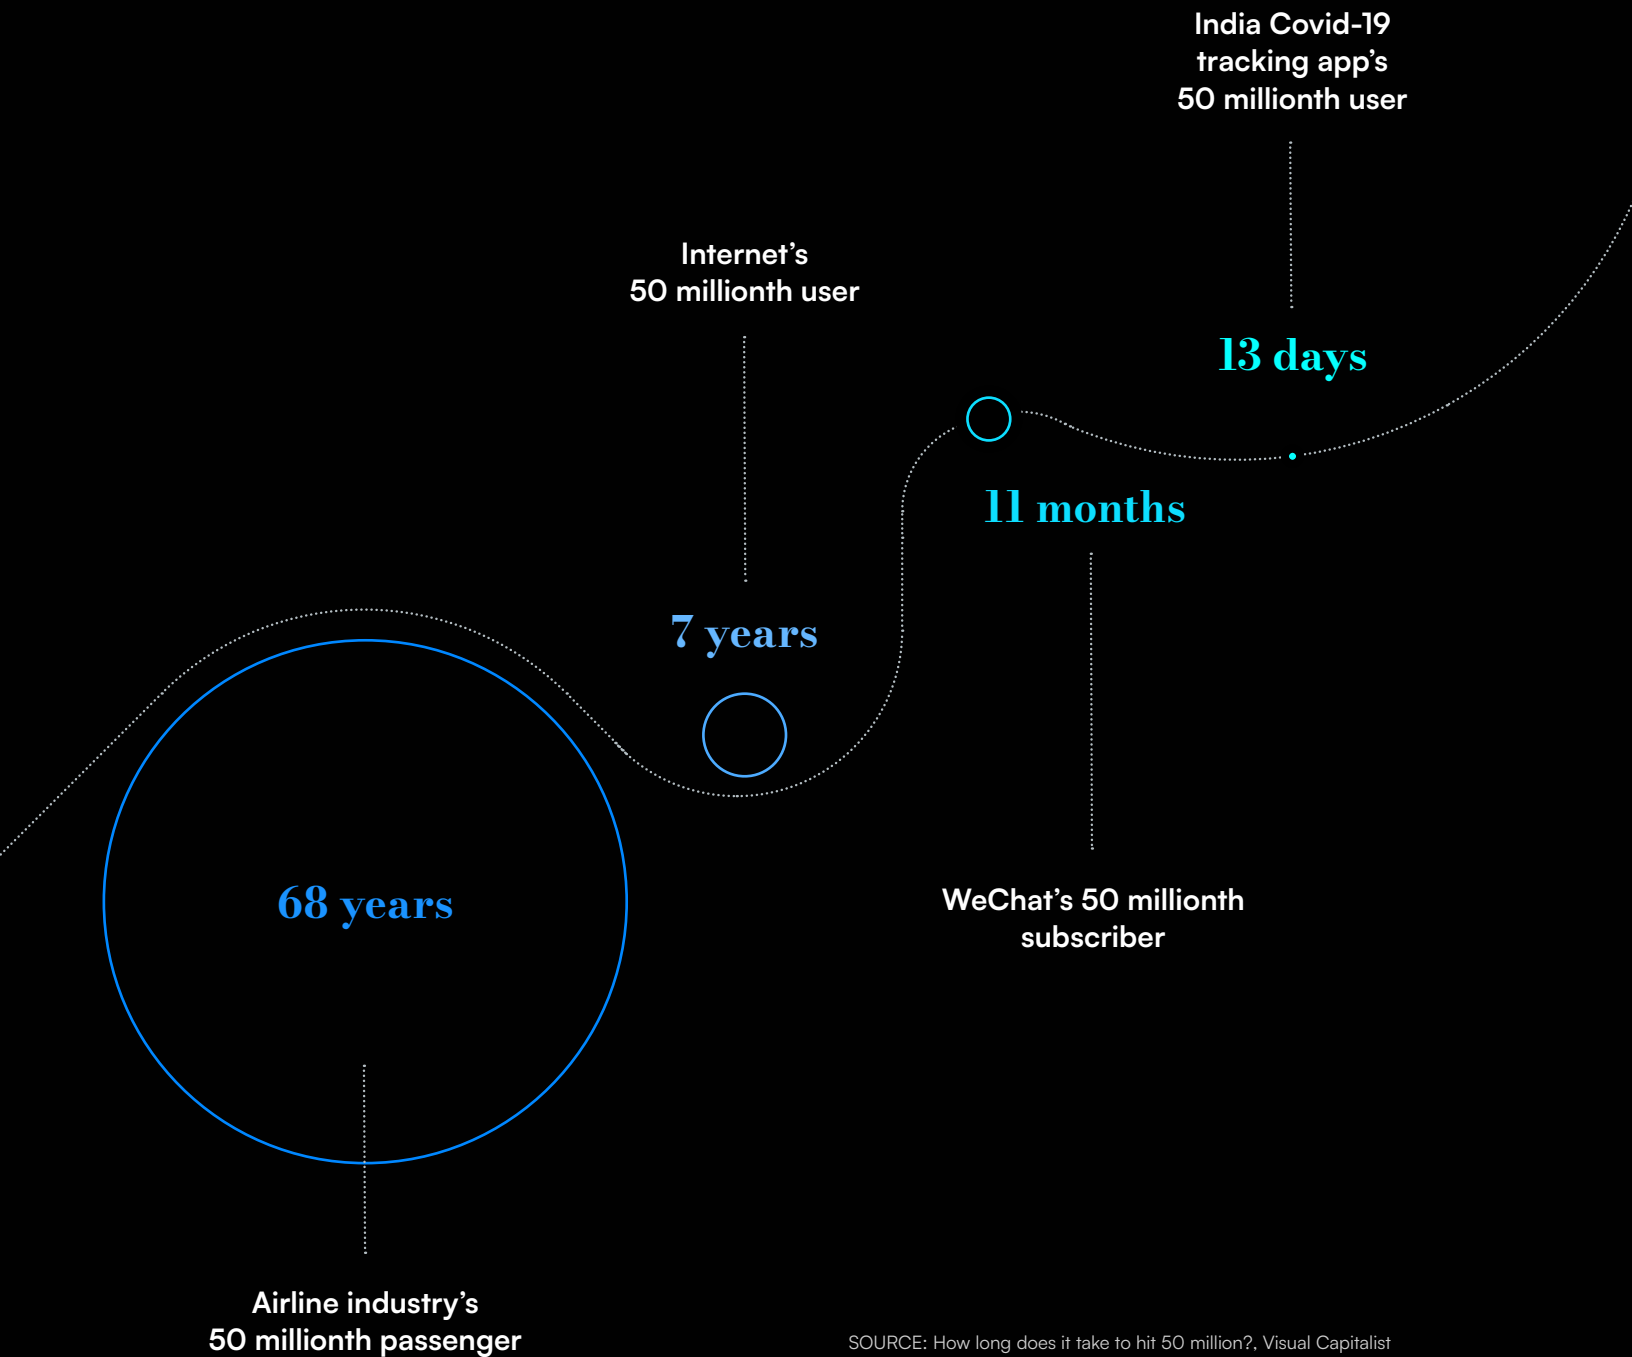 India Covid-19
tracking app’s
50 millionth user
13 days
Internet’s
50 millionth user
7 years
11 months
WeChat’s 50 millionth
subscriber
68 years
Airline industry’s
50 millionth passenger
SOURCE: How long does it take to hit 50 million?, Visual Capitalist